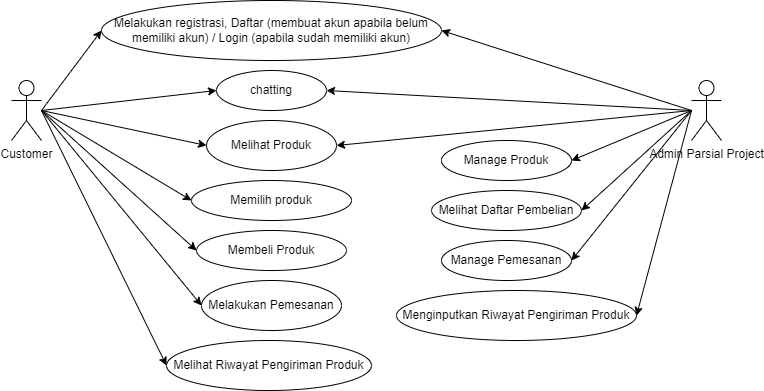 Melakukan registrasi, Daftar (membuat akun apabila belum
memiliki akun) / Login (apabila sudah memiliki akun)
chatting
Melihat Produk
Customer
Admin Parsial Project
Manage Produk
Memilih produk
Melihat Daftar Pembelian
Membeli Produk
Manage Pemesanan
Melakukan Pemesanan
Menginputkan Riwayat Pengiriman Produk
Melihat Riwayat Pengiriman Produk